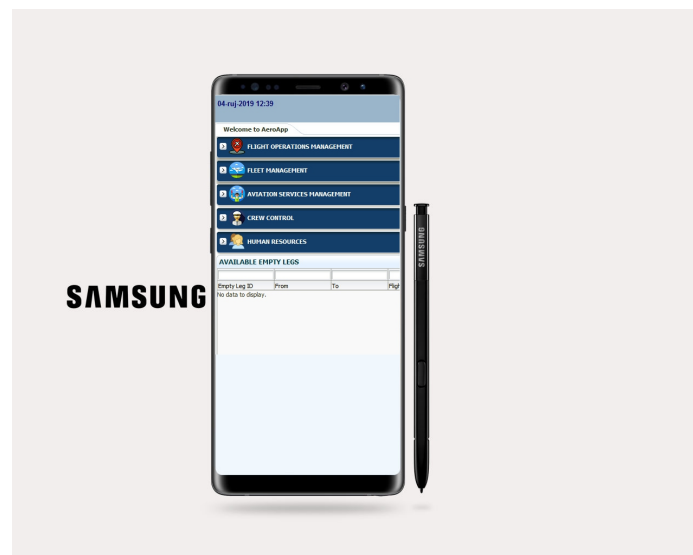 04-ruj-2019 12:39
Welcome to AeroApp
FLIGHT OPERATIONS MANAGEMENT
FLEET MANAGEMENT
AVIATION SERVICES MANAGEMENT
CREW CONTROL
HUMAN RESOURCES
AVAILABLE EMPTY LEGS
Empty Leg ID From To Fligh
No data to display.
SAMSUNG
SAMSUNG